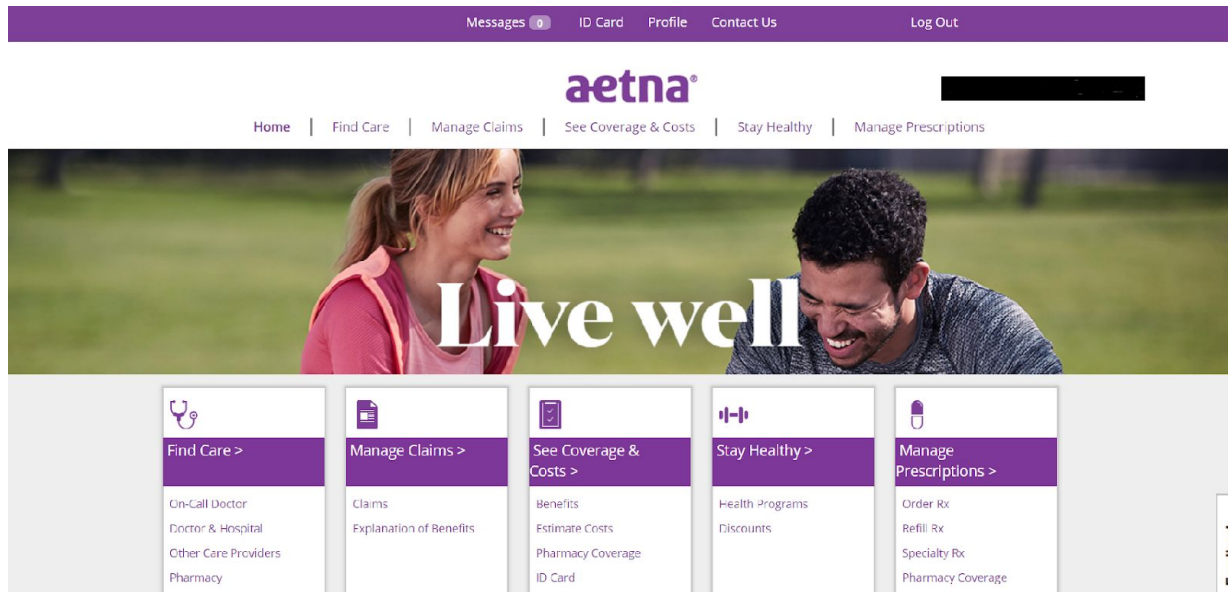 Messages 0 ID Card Profile Contact Us Log Out
aetna®
Home | Find Care | Manage Claims | See Coverage & Costs | Stay Healthy | Manage Prescriptions
Live well
Find Care >
On-Call Doctor
Doctor & Hospital
Other Care Providers
Pharmacy
Manage Claims >
Claims
Explanation of Benefits
See Coverage &
Costs >
Benefits
Estimate Costs
Pharmacy Coverage
ID Card
Stay Healthy >
Health Programs
Discounts
Manage
Prescriptions >
Order Rx
Refill Rx
Specialty Rx
Pharmacy Coverage